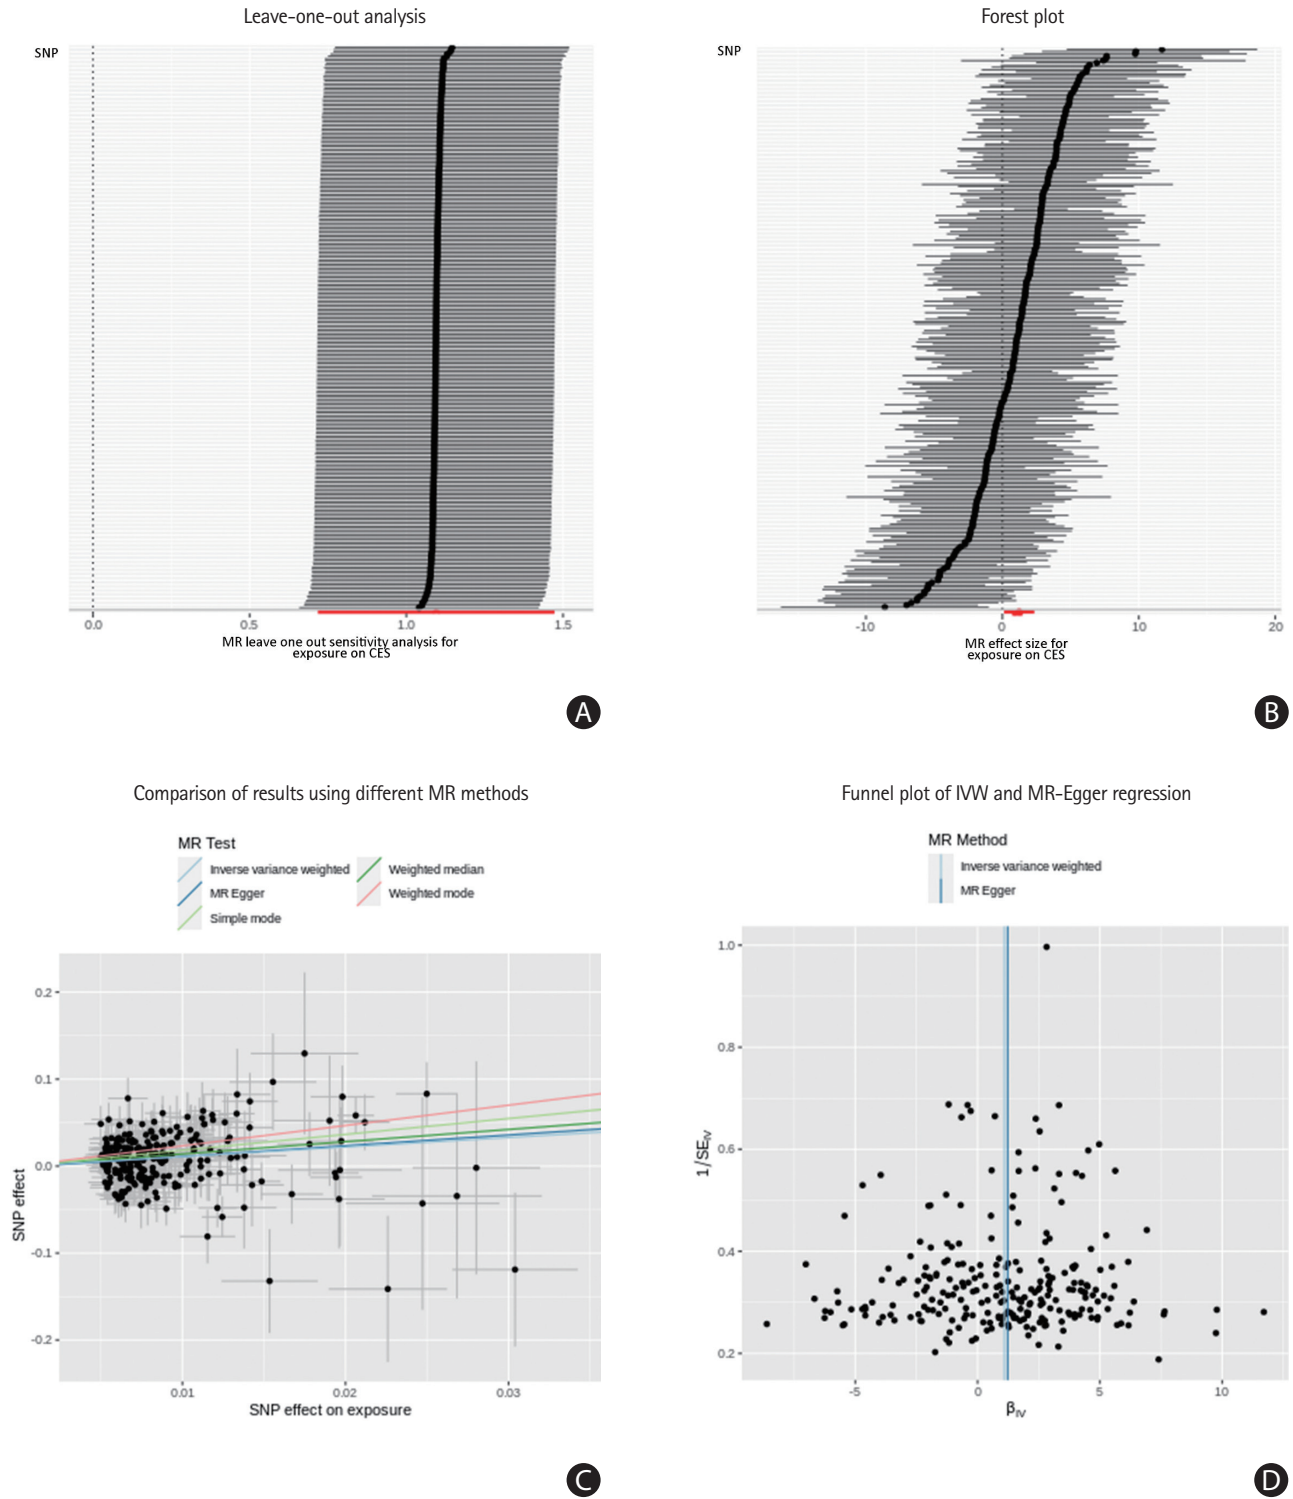 Leave-one-out analysis
SNP
0.0 0.5 1.0 1.5
MR leave one out sensitivity analysis for
exposure on CES
A
Forest plot
SNP
-10 0 10 20
MR effect size for
exposure on CES
B
Comparison of results using different MR methods
MR Test
Inverse variance weighted
Weighted median
MR Egger
Weighted mode
Simple mode
SNP effect
0.2
0.1
0.0
-0.1
-0.2
0.01 0.02 0.03
SNP effect on exposure
C
Funnel plot of IVW and MR-Egger regression
MR Method
Inverse variance weighted
MR Egger
1/SE_IV
1.0
0.8
0.6
0.4
0.2
-5 0 5 10
β_IV
D